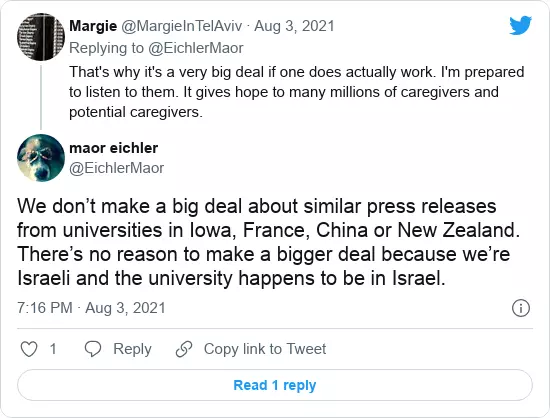 Margie @MargieInTelAviv · Aug 3, 2021
Replying to @EichlerMaor
That's why it's a very big deal if one does actually work. I'm prepared
to listen to them. It gives hope to many millions of caregivers and
potential caregivers.
maor eichler
@EichlerMaor
We don’t make a big deal about similar press releases
from universities in Iowa, France, China or New Zealand.
There’s no reason to make a bigger deal because we’re
Israeli and the university happens to be in Israel.
7:16 PM · Aug 3, 2021
1 Reply Copy link to Tweet
Read 1 reply